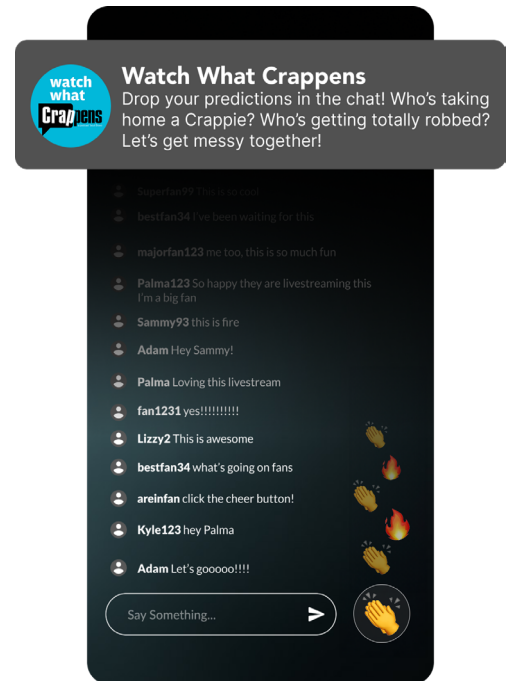 watch
what
Crappens
Watch What Crappens
Drop your predictions in the chat! Who's taking
home a Crappie? Who's getting totally robbed?
Let's get messy together!
Superfan99 This is so cool
bestfan34 I've been waiting for this
majorfan123 me too, this is so much fun
Palma123 So happy they are livestreaming this
I'm a big fan
Sammy93 this is fire
Adam Hey Sammy!
Palma Loving this livestream
fan1231 yes!!!!!!!!!!
Lizzy2 This is awesome
bestfan34 what's going on fans
areinfan click the cheer button!
Kyle123 hey Palma
Adam Let's gooooo!!!!
Say Something...